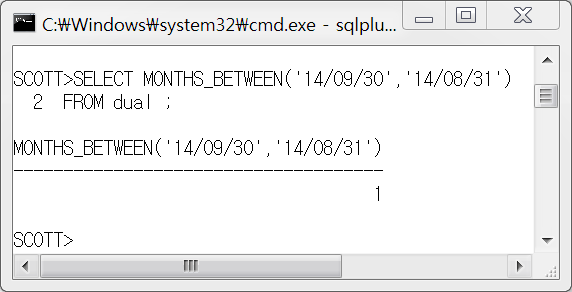 C:₩Windows₩system32₩cmd.exe - sqlplu...
SCOTT>SELECT MONTHS_BETWEEN('14/09/30','14/08/31')
2 FROM dual ;
MONTHS_BETWEEN('14/09/30','14/08/31')
-------------------------------------
1
SCOTT>